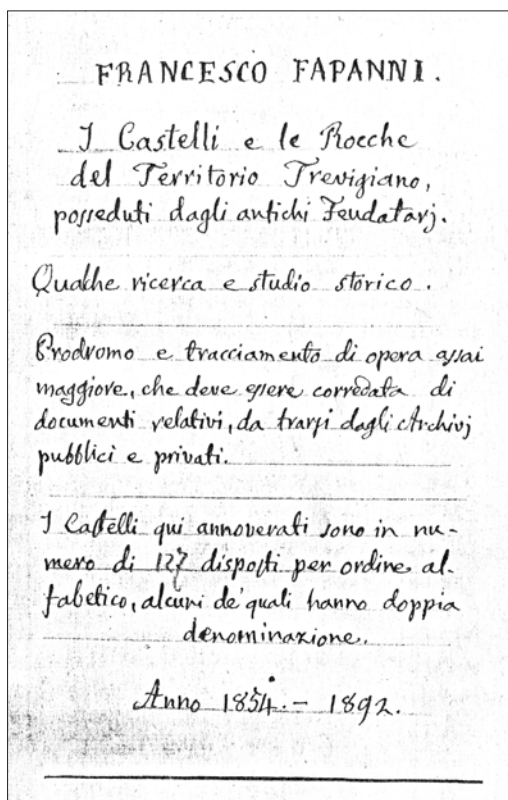 FRANCESCO FAPANNI.
I Castelli e le Rocche
del Territorio Trevigiano,
posseduti dagli antichi Feudatarj.
Qualche ricerca e studio storico.
Prodromo e tracciamento di opera assai
maggiore, che deve essere corredata di
documenti relativi, da trarsi dagli Archivj
pubblici e privati.
I Castelli qui annoverati sono in nu-
mero di 127 disposti per ordine al-
fabetico, alcuni de' quali hanno doppia
denominazione.
Anno 1854. - 1892.